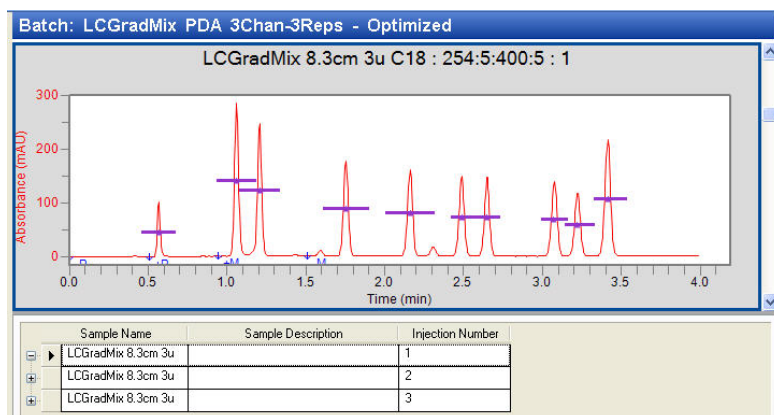 Batch: LCGradMix PDA 3Chan-3Reps - Optimized
LCGradMix 8.3cm 3u C18 : 254:5:400:5 : 1
Absorbance (mAU)
300
200
100
0
0.0 0.5 1.0 1.5 2.0 2.5 3.0 3.5 4.0
Time (min)
Sample Name Sample Description Injection Number
LCGradMix 8.3cm 3u 1
LCGradMix 8.3cm 3u 2
LCGradMix 8.3cm 3u 3